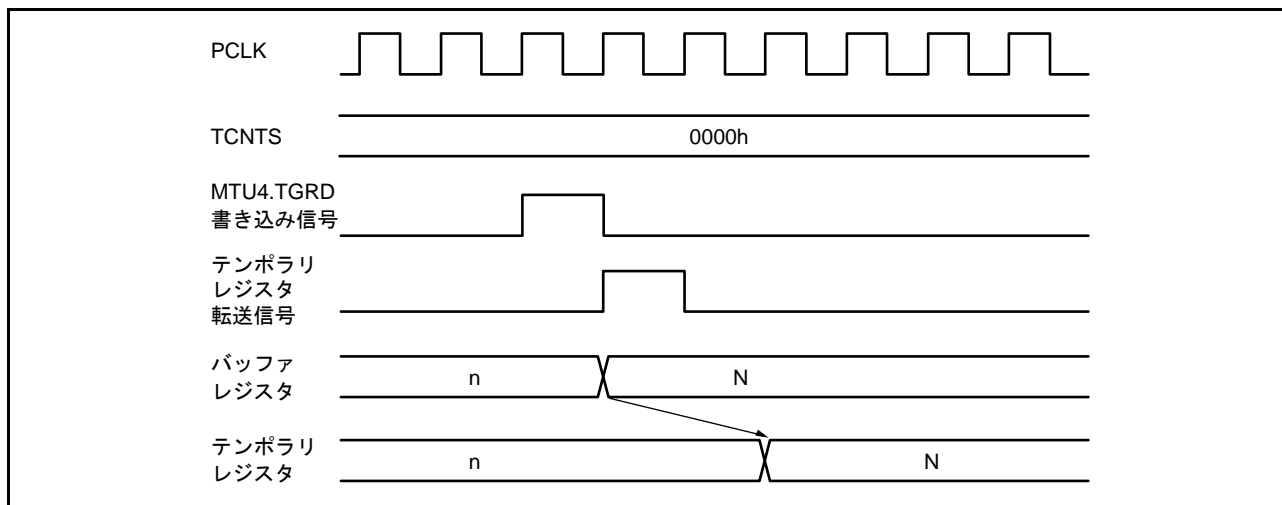 PCLK
TCNTS
0000h
MTU4.TGRD
書き込み信号
テンポラリ
レジスタ
転送信号
バッファ
レジスタ
n
N
テンポラリ
レジスタ
n
N